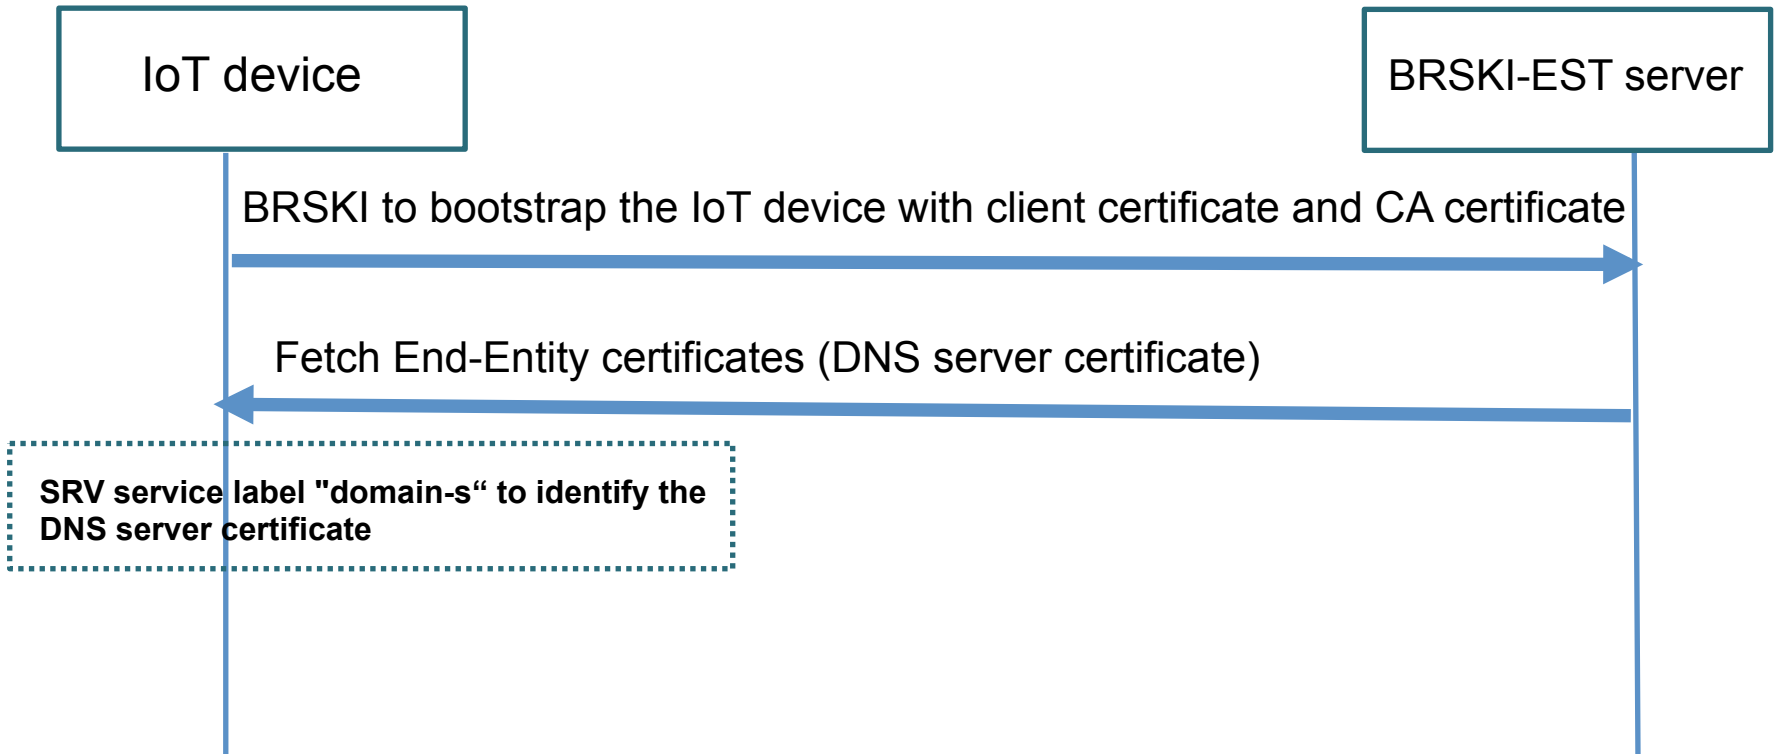 IoT device
BRSKI-EST server
BRSKI to bootstrap the IoT device with client certificate and CA certificate
Fetch End-Entity certificates (DNS server certificate)
SRV service label "domain-s“ to identify the
DNS server certificate